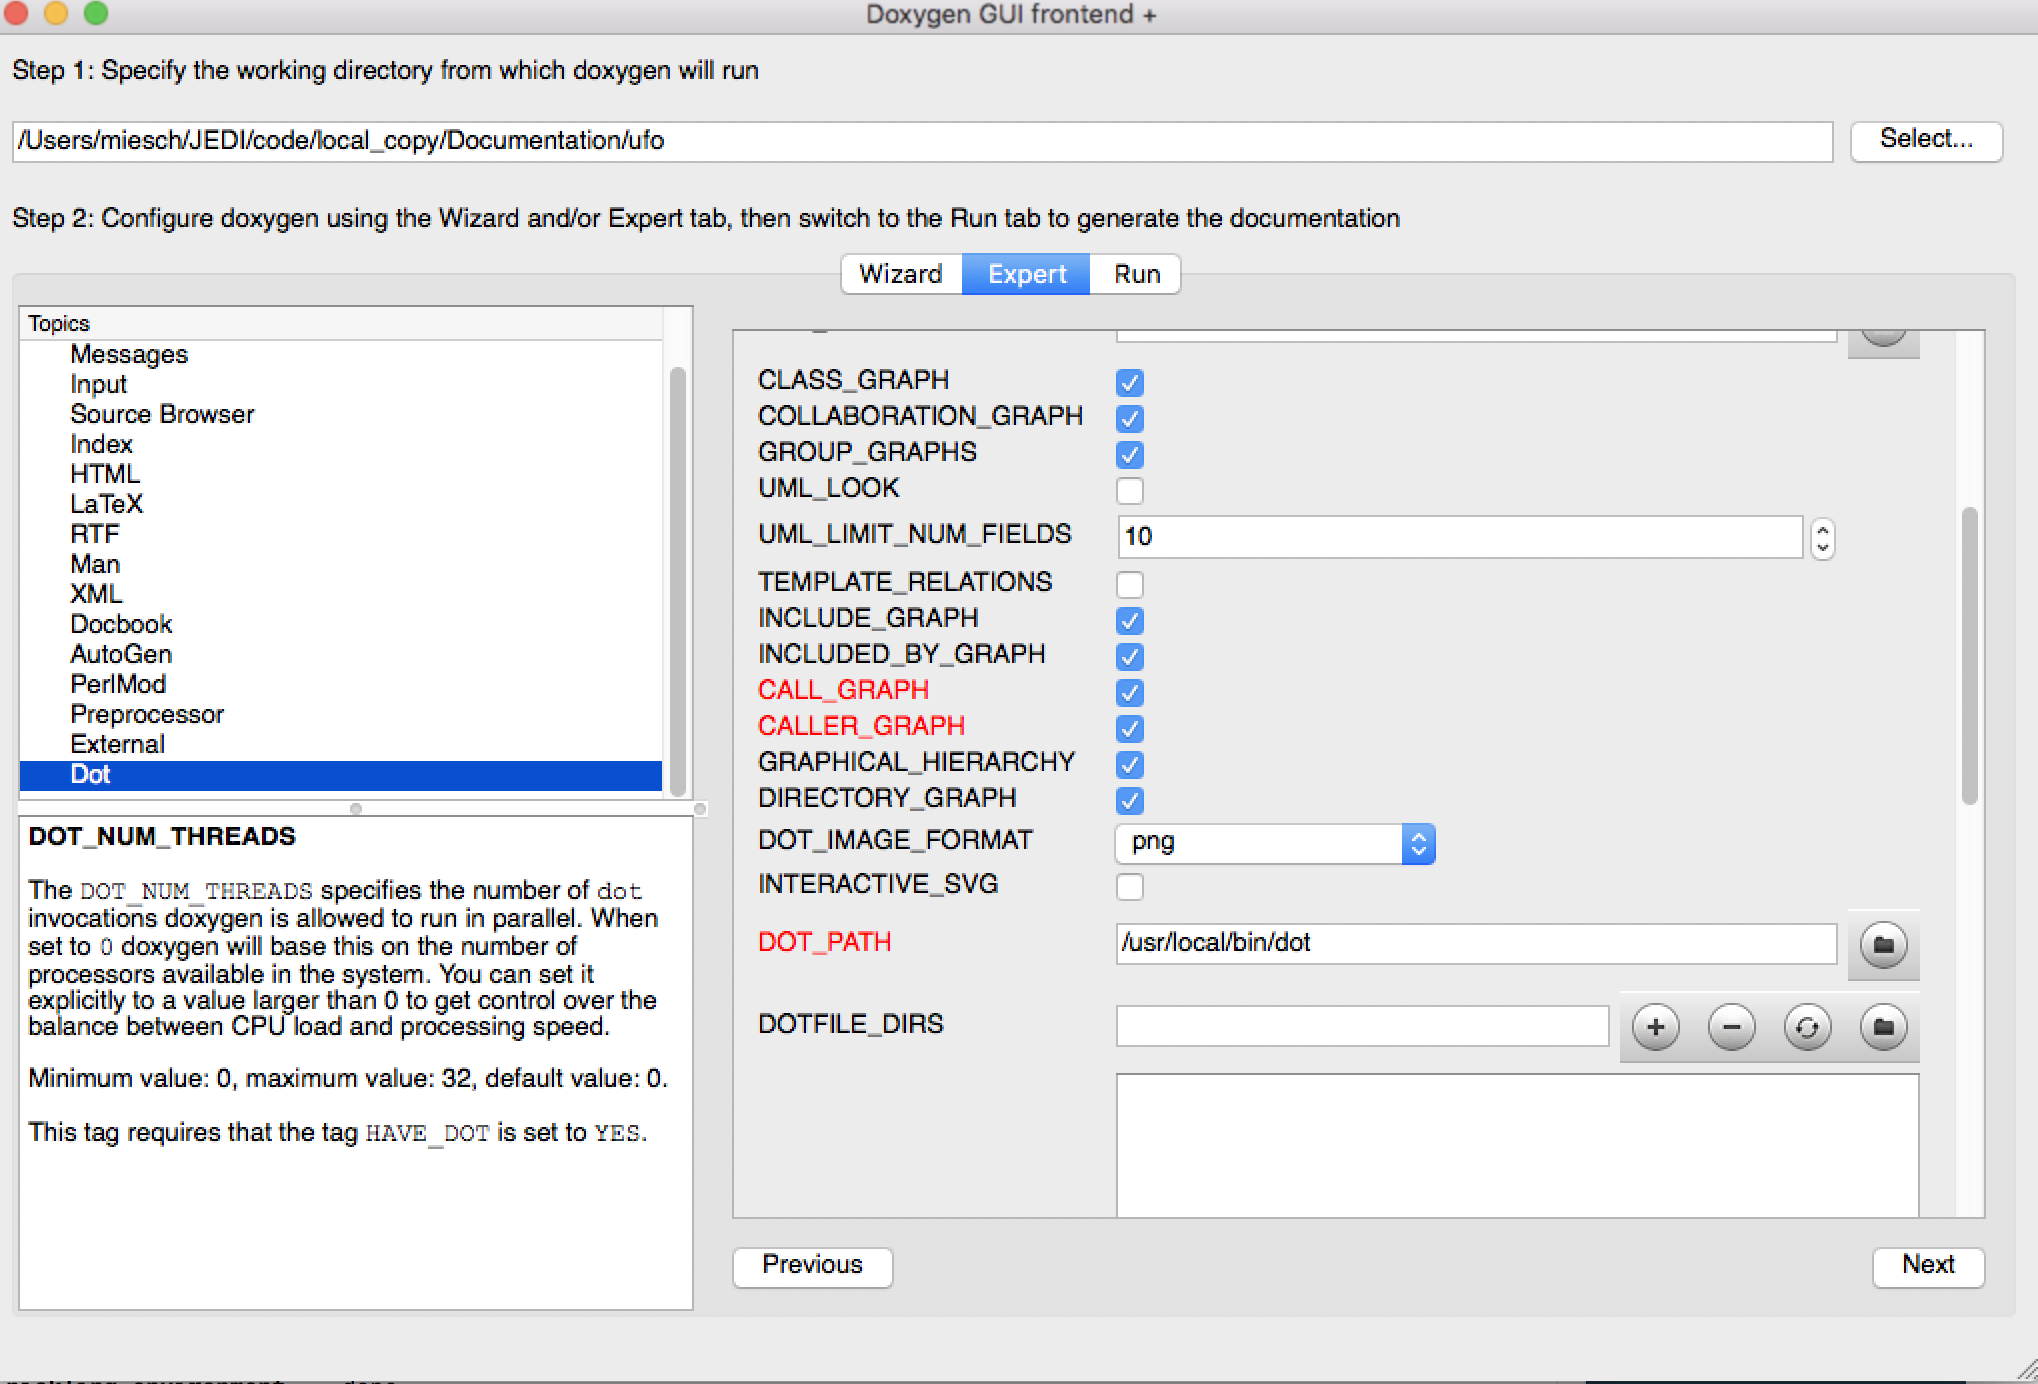 Doxygen GUI frontend +
Step 1: Specify the working directory from which doxygen will run
/Users/miesch/JEDI/code/local_copy/Documentation/ufo
Select...
Step 2: Configure doxygen using the Wizard and/or Expert tab, then switch to the Run tab to generate the documentation
Wizard
Expert
Run
Topics
Messages
Input
Source Browser
Index
HTML
LaTeX
RTF
Man
XML
Docbook
AutoGen
PerlMod
Preprocessor
External
Dot
DOT_NUM_THREADS
The DOT_NUM_THREADS specifies the number of dot
invocations doxygen is allowed to run in parallel. When
set to 0 doxygen will base this on the number of
processors available in the system. You can set it
explicitly to a value larger than 0 to get control over the
balance between CPU load and processing speed.
Minimum value: 0, maximum value: 32, default value: 0.
This tag requires that the tag HAVE_DOT is set to YES.
CLASS_GRAPH
COLLABORATION_GRAPH
GROUP_GRAPHS
UML_LOOK
UML_LIMIT_NUM_FIELDS 10
TEMPLATE_RELATIONS
INCLUDE_GRAPH
INCLUDED_BY_GRAPH
CALL_GRAPH
CALLER_GRAPH
GRAPHICAL_HIERARCHY
DIRECTORY_GRAPH
DOT_IMAGE_FORMAT png
INTERACTIVE_SVG
DOT_PATH /usr/local/bin/dot
DOTFILE_DIRS
Previous
Next